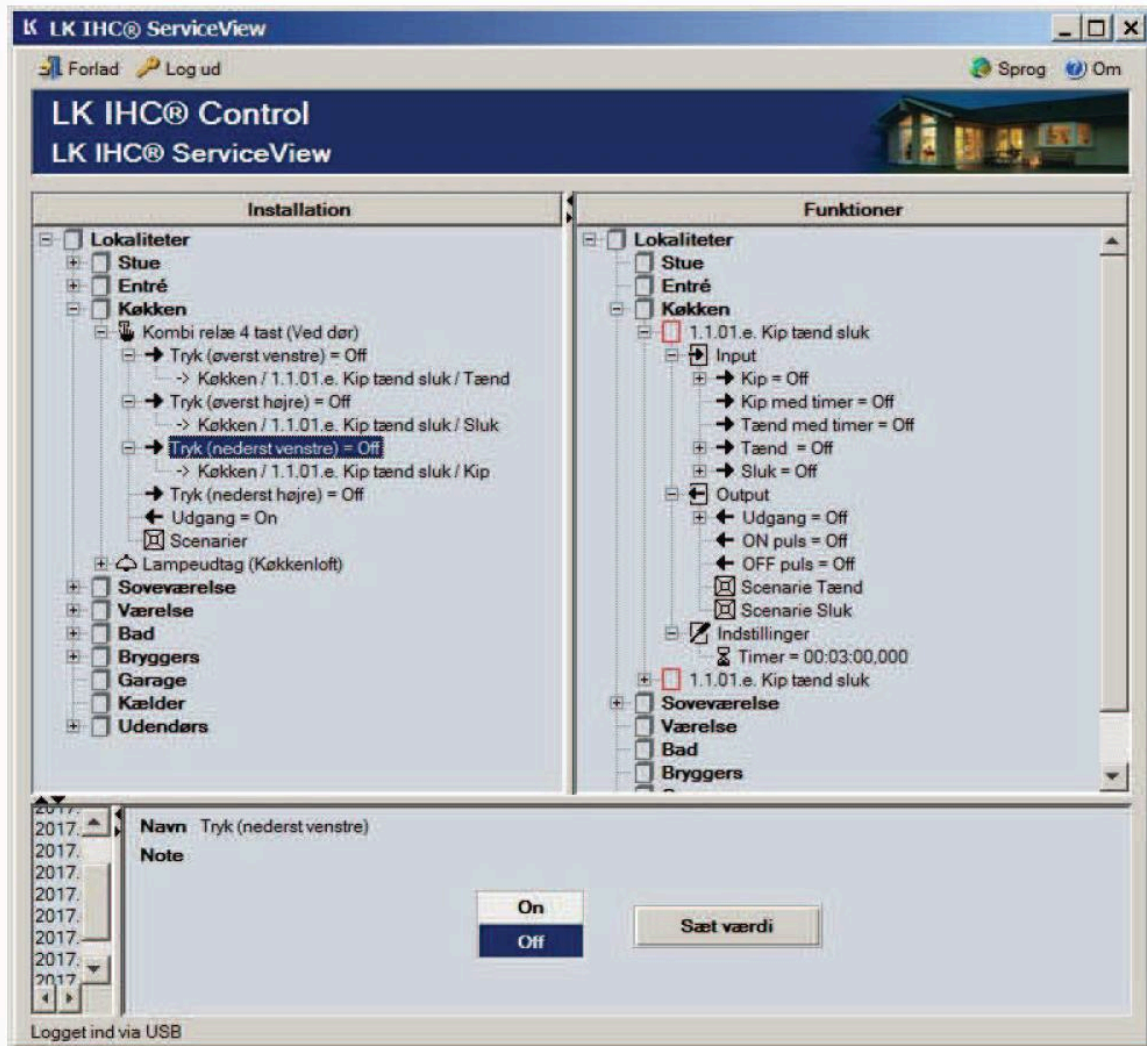 LK IHC® ServiceView
Forlad Log ud Sprog Om
LK IHC® Control
LK IHC® ServiceView
Installation
Lokaliteter
Stue
Entré
Køkken
Kombi relæ 4 tast (Ved dør)
Tryk (øverst venstre) = Off
-> Køkken / 1.1.01.e. Kip tænd sluk / Tænd
Tryk (øverst højre) = Off
-> Køkken / 1.1.01.e. Kip tænd sluk / Sluk
Tryk (nederst venstre) = Off
-> Køkken / 1.1.01.e. Kip tænd sluk / Kip
Tryk (nederst højre) = Off
Udgang = On
Scenarier
Lampeudtag (Køkkenloft)
Soveværelse
Værelse
Bad
Bryggers
Garage
Kælder
Udendørs
Funktioner
Lokaliteter
Stue
Entré
Køkken
1.1.01.e. Kip tænd sluk
Input
Kip = Off
Kip med timer = Off
Tænd med timer = Off
Tænd = Off
Sluk = Off
Output
Udgang = Off
ON puls = Off
OFF puls = Off
Scenarie Tænd
Scenarie Sluk
Indstillinger
Timer = 00:03:00,000
1.1.01.e. Kip tænd sluk
Soveværelse
Værelse
Bad
Bryggers
2017.
2017.
2017.
2017.
2017.
2017.
2017.
2017.
2017.
Navn Tryk (nederst venstre)
Note
On
Off
Sæt værdi
Logget ind via USB